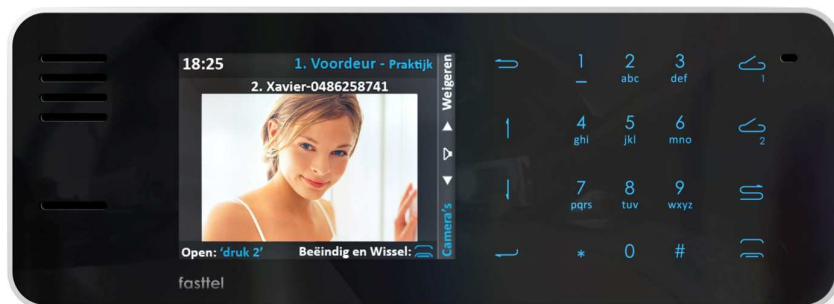 18:25 1. Voordeur - Praktijk
2. Xavier-0486258741
Weigeren
Camera's
Open: 'druk 2' Beëindig en Wissel:
fasttel
1 2 3
abc def
1
4 5 6
ghi jkl mno
2
7 8 9
pqrs tuv wxyz
* 0 #